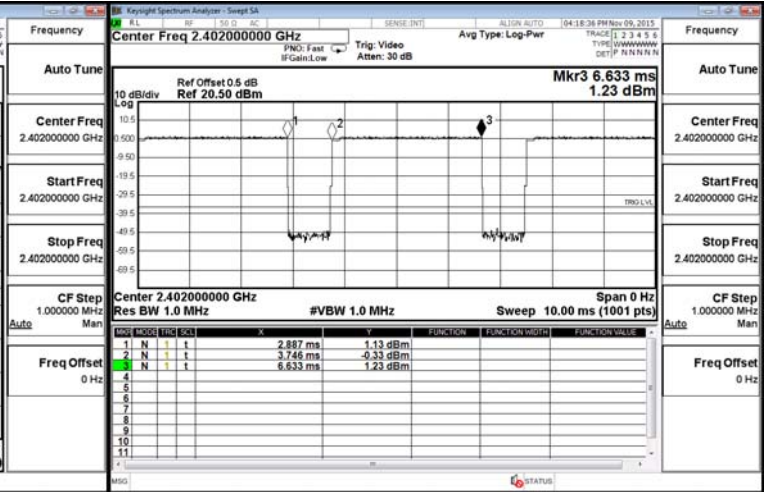 Frequency
Auto Tune
Center Freq
2.402000000 GHz
Start Freq
2.402000000 GHz
Stop Freq
2.402000000 GHz
CF Step
1.000000 MHz
Auto Man
Freq Offset
0 Hz
Keysight Spectrum Analyzer - Swept SA
RL RF 50 Ω AC SENSE:INT ALIGN AUTO 04:18:36 PM Nov 09, 2015
Center Freq 2.402000000 GHz
PNO: Fast
IFGain:Low
Trig: Video
Atten: 30 dB
Avg Type: Log-Pwr
TRACE 1 2 3 4 5 6
TYPE WWWWWW
DET P NNNNN
Ref Offset 0.5 dB
10 dB/div Ref 20.50 dBm
Log
Mkr3 6.633 ms
1.23 dBm
10.5
0.500
-9.50
-19.5
-29.5
-39.5
-49.5
-59.5
-69.5
1
2
3
TRIG LVL
Center 2.402000000 GHz Span 0 Hz
Res BW 1.0 MHz #VBW 1.0 MHz Sweep 10.00 ms (1001 pts)
MKR MODE TRC SCL X Y FUNCTION FUNCTION WIDTH FUNCTION VALUE
1 N 1 t 2.887 ms 1.13 dBm
2 N 1 t 3.746 ms -0.33 dBm
3 N 1 t 6.633 ms 1.23 dBm
4
5
6
7
8
9
10
11
MSG STATUS
Frequency
Auto Tune
Center Freq
2.402000000 GHz
Start Freq
2.402000000 GHz
Stop Freq
2.402000000 GHz
CF Step
1.000000 MHz
Auto Man
Freq Offset
0 Hz